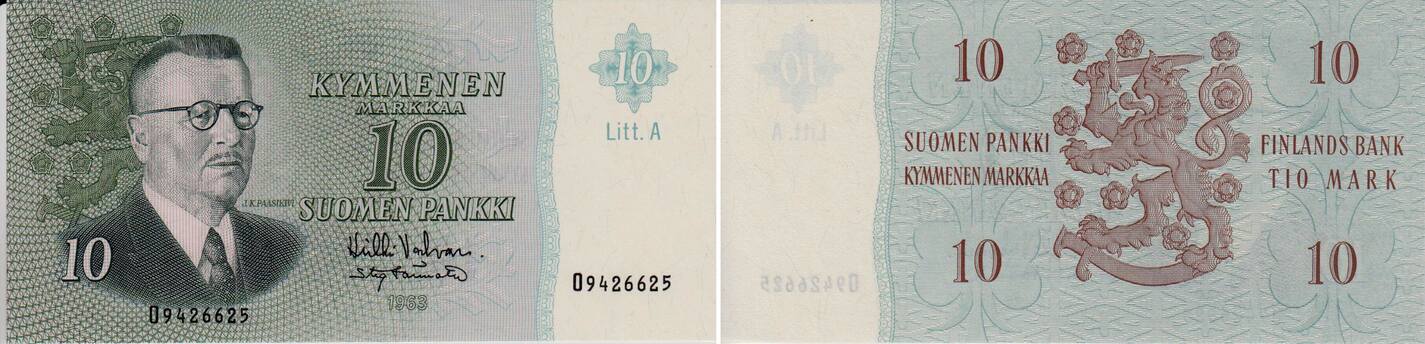 KYMMENEN
MARKKAA
10
J.K.PAASIKIVI
SUOMEN PANKKI
10
1963
O9426625
10
Litt. A
O9426625
10
10
SUOMEN PANKKI
KYMMENEN MARKKAA
FINLANDS BANK
TIO MARK
10
10